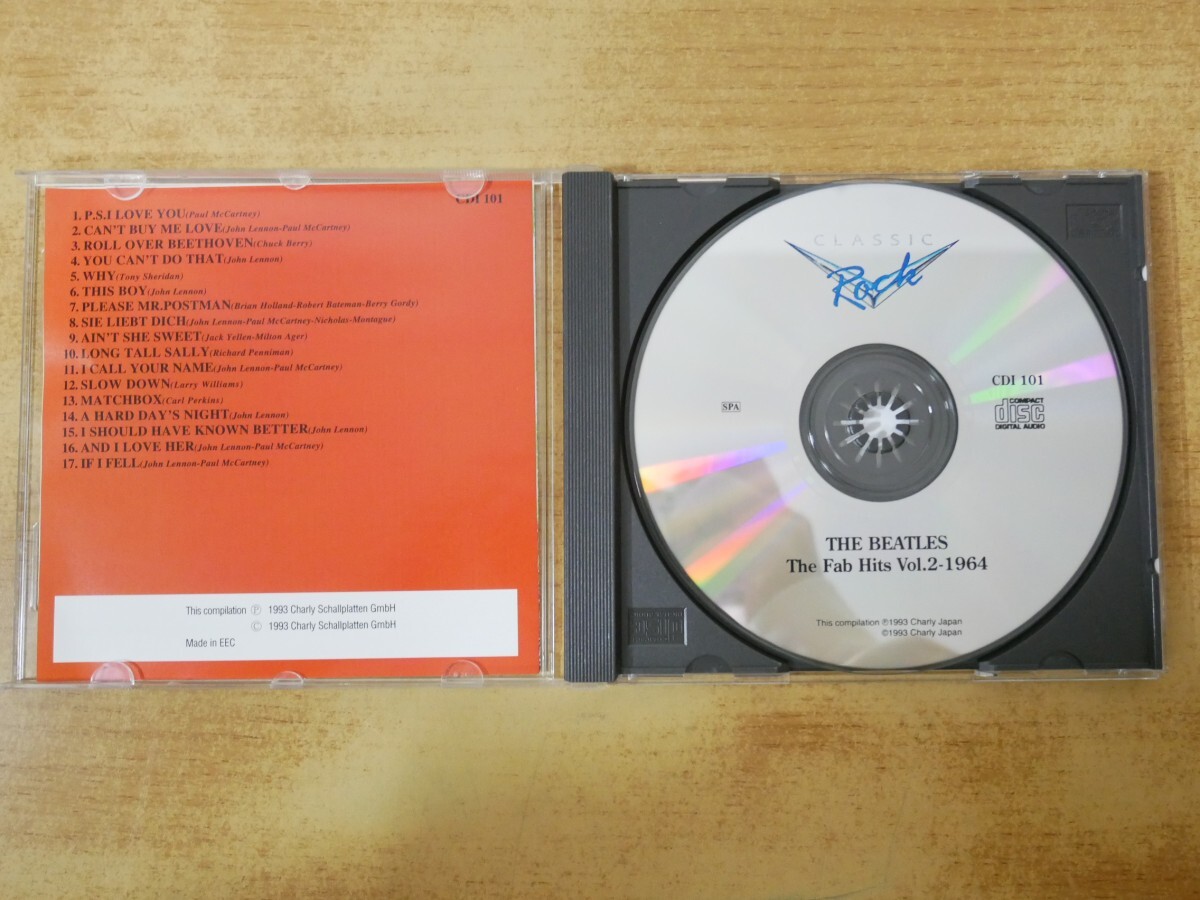 CDI 101
1. P.S.I LOVE YOU(Paul McCartney)
2. CAN'T BUY ME LOVE(John Lennon-Paul McCartney)
3. ROLL OVER BEETHOVEN(Chuck Berry)
4. YOU CAN'T DO THAT(John Lennon)
5. WHY(Tony Sheridan)
6. THIS BOY(John Lennon)
7. PLEASE MR.POSTMAN(Brian Holland-Robert Bateman-Berry Gordy)
8. SIE LIEBT DICH(John Lennon-Paul McCartney-Nicholas-Montague)
9. AIN'T SHE SWEET(Jack Yellen-Milton Ager)
10. LONG TALL SALLY(Richard Penniman)
11. I CALL YOUR NAME(John Lennon-Paul McCartney)
12. SLOW DOWN(Larry Williams)
13. MATCHBOX(Carl Perkins)
14. A HARD DAY'S NIGHT(John Lennon)
15. I SHOULD HAVE KNOWN BETTER(John Lennon)
16. AND I LOVE HER(John Lennon-Paul McCartney)
17. IF I FELL(John Lennon-Paul McCartney)
This compilation Ⓟ 1993 Charly Schallplatten GmbH
© 1993 Charly Schallplatten GmbH
Made in EEC
CLASSIC
Rock
CDI 101
SPA
COMPACT
disc
DIGITAL AUDIO
THE BEATLES
The Fab Hits Vol.2-1964
This compilation ℗1993 Charly Japan
©1993 Charly Japan